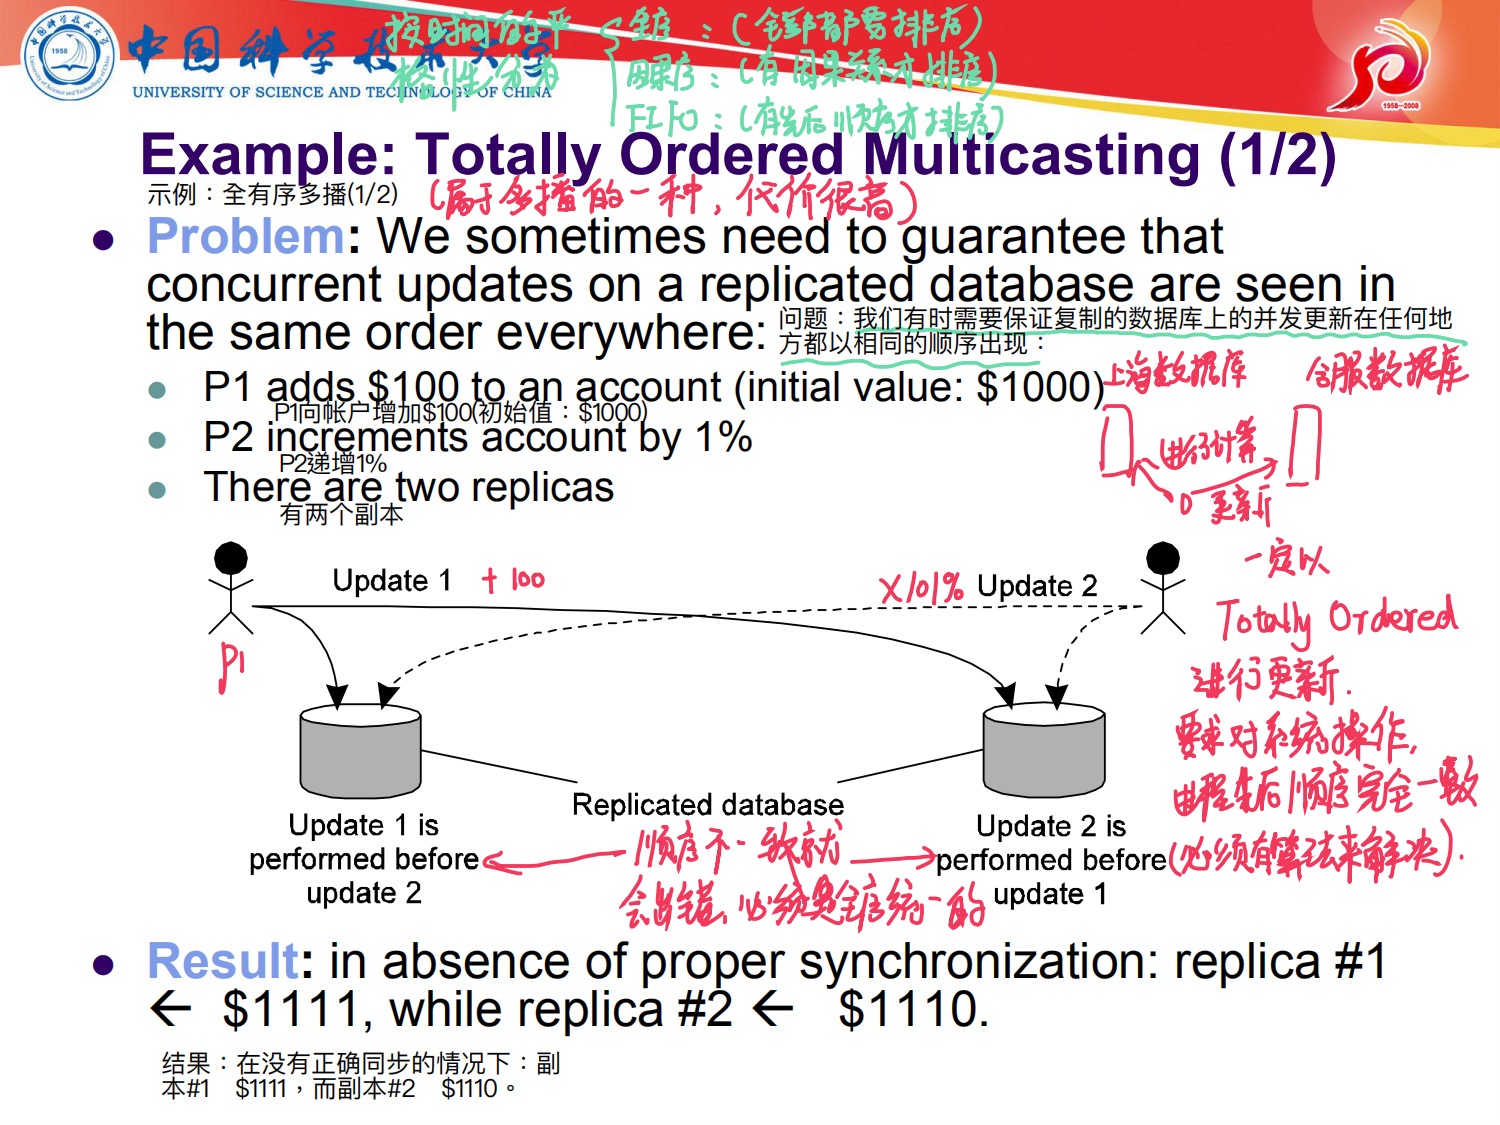 按时间的严
格性分为
全序：(全部都要排序)
因果序：(有因果关系才排序)
FIFO：(有先后顺序才排序)
中国科学技术大学
UNIVERSITY OF SCIENCE AND TECHNOLOGY OF CHINA
1958
1958—2008
Example: Totally Ordered Multicasting (1/2)
示例：全有序多播(1/2)
(属于多播的一种，代价很高)
Problem: We sometimes need to guarantee that
concurrent updates on a replicated database are seen in
the same order everywhere:
问题：我们有时需要保证复制的数据库上的并发更新在任何地
方都以相同的顺序出现：
P1 adds $100 to an account (initial value: $1000)
P1向帐户增加$100(初始值：$1000)
上海数据库
合肥数据库
P2 increments account by 1%
P2递增1%
进行计算
There are two replicas
有两个副本
更新
一定以
Totally Ordered
进行更新.
要求对系统操作,
先后顺序完全一致
(必须有算法来解决).
Update 1
+100
×101%
Update 2
P1
Replicated database
Update 1 is
performed before
update 2
顺序不一致就
会出错,必须是全序统一的
Update 2 is
performed before
update 1
Result: in absence of proper synchronization: replica #1
← $1111, while replica #2 ← $1110.
结果：在没有正确同步的情况下：副
本#1 $1111，而副本#2 $1110。